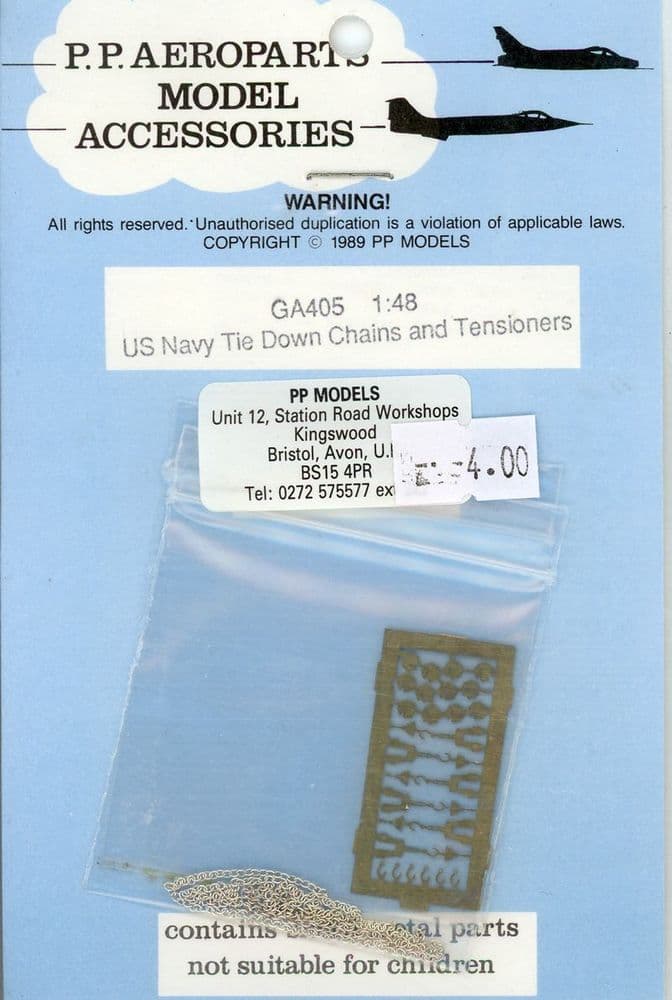 P.P. AEROPARTS
MODEL
ACCESSORIES
WARNING!
All rights reserved. Unauthorised duplication is a violation of applicable laws.
COPYRIGHT © 1989 PP MODELS
GA405 1:48
US Navy Tie Down Chains and Tensioners
PP MODELS
Unit 12, Station Road Workshops
Kingswood
Bristol, Avon,
BS15 4PR
Tel: 0272 575577
4.00
contains parts
not suitable for children